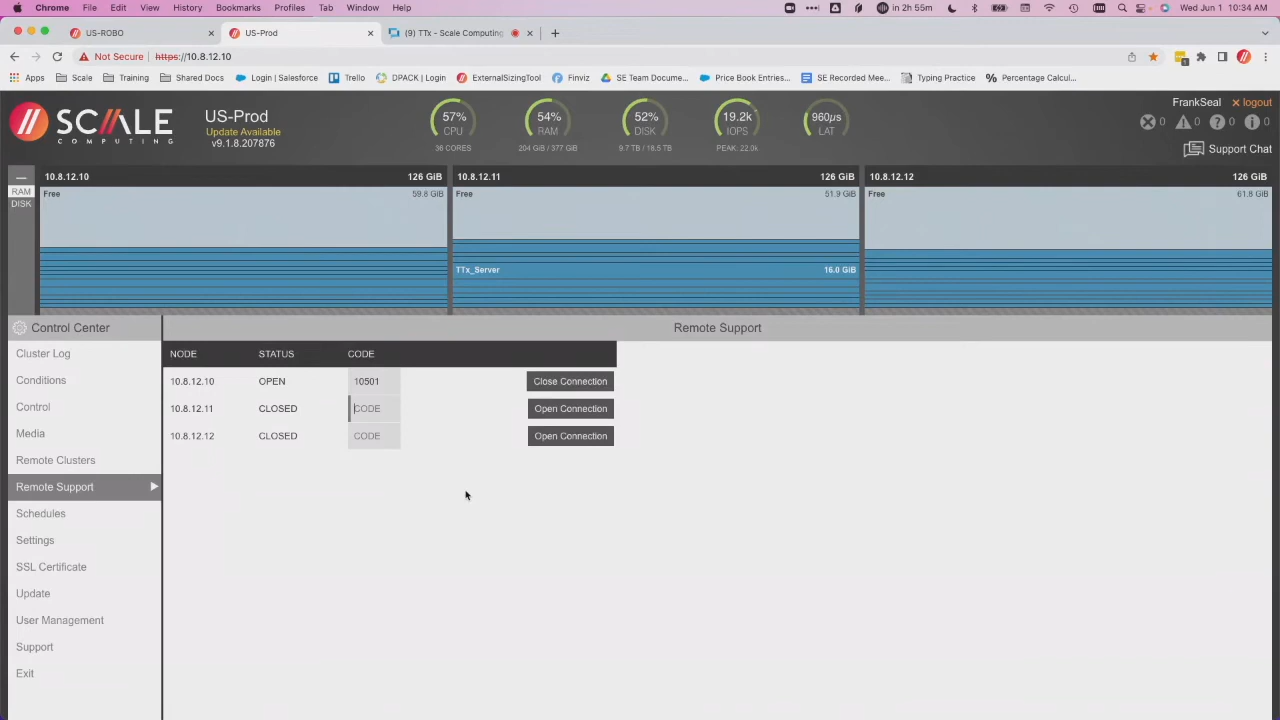 Chrome File Edit View History Bookmarks Profiles Tab Window Help in 2h 55m Wed Jun 1 10:34 AM
US-ROBO × US-Prod × (9) TTx - Scale Computing × +
Not Secure https://10.8.12.10
Apps Scale Training Shared Docs Login | Salesforce Trello DPACK | Login ExternalSizingTool Finviz SE Team Docume... Price Book Entries... SE Recorded Mee... Typing Practice Percentage Calcul...
SCALE COMPUTING
US-Prod
Update Available
v9.1.8.207876
57% CPU 54% RAM 52% DISK 19.2k IOPS 960µs LAT
36 CORES 204 GiB / 377 GiB 9.7 TB / 18.5 TB PEAK: 22.0k
FrankSeal × logout
0 0 0 0
Support Chat
RAM
DISK
10.8.12.10 126 GiB 10.8.12.11 126 GiB 10.8.12.12 126 GiB
Free 59.8 GiB Free 51.9 GiB Free 61.8 GiB
TTx_Server 16.0 GiB
Control Center
Remote Support
Cluster Log
Conditions
Control
Media
Remote Clusters
Remote Support
Schedules
Settings
SSL Certificate
Update
User Management
Support
Exit
NODE STATUS CODE
10.8.12.10 OPEN 10501 Close Connection
10.8.12.11 CLOSED CODE Open Connection
10.8.12.12 CLOSED CODE Open Connection